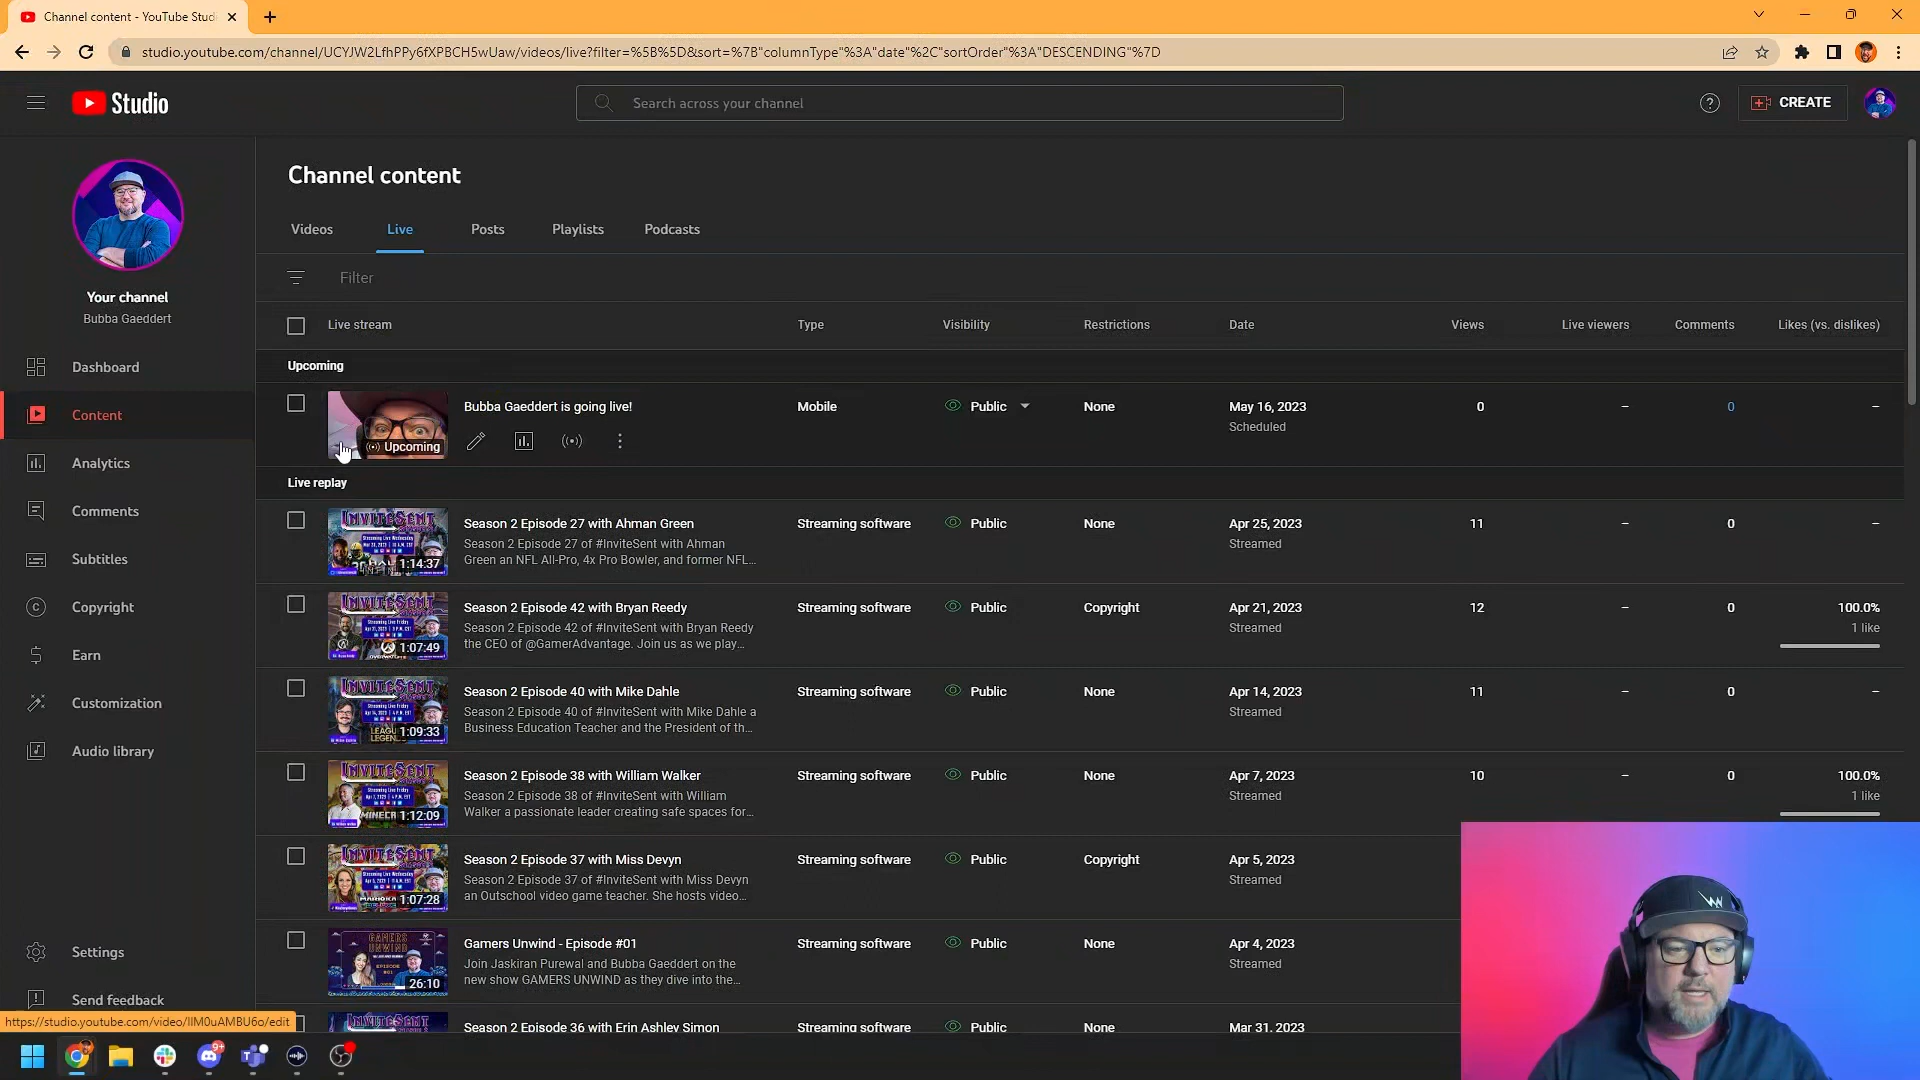 Channel content - YouTube Studi
studio.youtube.com/channel/UCYJW2LfhPPy6fXPBCH5wUaw/videos/live?filter=%5B%5D&sort=%7B"columnType"%3A"date"%2C"sortOrder"%3A"DESCENDING"%7D
Studio
Search across your channel
CREATE
Channel content
Videos
Live
Posts
Playlists
Podcasts
Your channel
Bubba Gaeddert
Dashboard
Content
Analytics
Comments
Subtitles
Copyright
Earn
Customization
Audio library
Settings
Send feedback
https://studio.youtube.com/video/lIM0uAMBU6o/edit
Filter
Live stream Type Visibility Restrictions Date Views Live viewers Comments Likes (vs. dislikes)
Upcoming
Upcoming
Bubba Gaeddert is going live! Mobile Public None May 16, 2023 0 – 0 –
Scheduled
Live replay
INVITESENT
1:14:37
Season 2 Episode 27 with Ahman Green Streaming software Public None Apr 25, 2023 11 – 0 –
Season 2 Episode 27 of #InviteSent with Ahman Streamed
Green an NFL All-Pro, 4x Pro Bowler, and former NFL...
INVITESENT
1:07:49
Season 2 Episode 42 with Bryan Reedy Streaming software Public Copyright Apr 21, 2023 12 – 0 100.0%
Season 2 Episode 42 of #InviteSent with Bryan Reedy Streamed 1 like
the CEO of @GamerAdvantage. Join us as we play...
INVITESENT
1:09:33
Season 2 Episode 40 with Mike Dahle Streaming software Public None Apr 14, 2023 11 – 0 –
Season 2 Episode 40 of #InviteSent with Mike Dahle a Streamed
Business Education Teacher and the President of th...
INVITESENT
MINECR
1:12:09
Season 2 Episode 38 with William Walker Streaming software Public None Apr 7, 2023 10 – 0 100.0%
Season 2 Episode 38 of #InviteSent with William Streamed 1 like
Walker a passionate leader creating safe spaces for...
INVITESENT
1:07:28
Season 2 Episode 37 with Miss Devyn Streaming software Public Copyright Apr 5, 2023
Season 2 Episode 37 of #InviteSent with Miss Devyn Streamed
an Outschool video game teacher. She hosts video...
GAMERS
UNWIND
26:10
Gamers Unwind - Episode #01 Streaming software Public None Apr 4, 2023
Join Jaskiran Purewal and Bubba Gaeddert on the Streamed
new show GAMERS UNWIND as they dive into the...
INVITESENT
Season 2 Episode 36 with Erin Ashley Simon Streaming software Public None Mar 31, 2023
9+